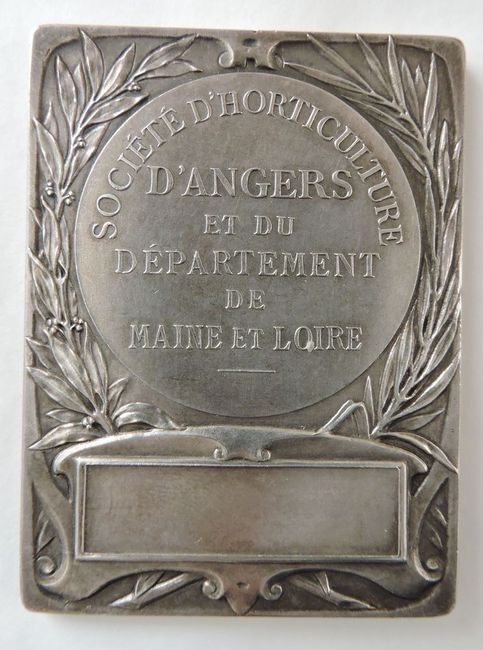 SOCIÉTÉ D'HORTICULTURE
D'ANGERS
ET DU
DÉPARTEMENT
DE
MAINE ET LOIRE